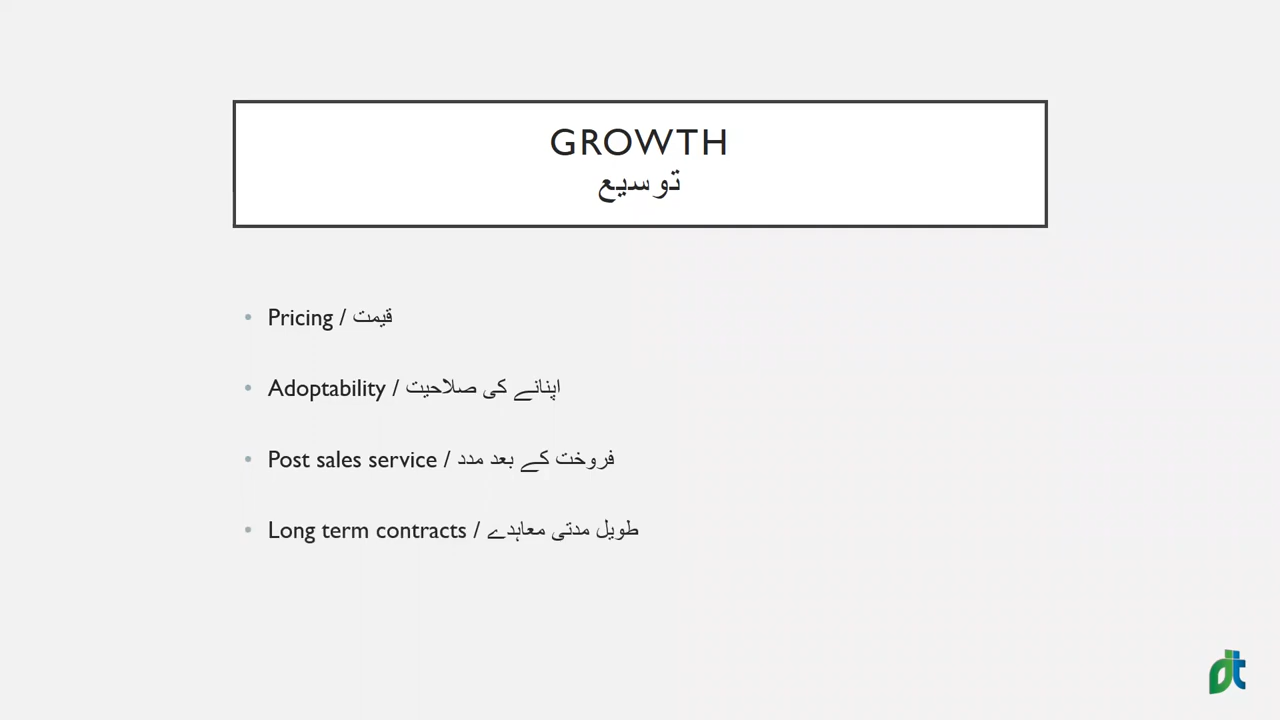 GROWTH
توسیع
• Pricing / قیمت
• Adoptability / اپنانے کی صلاحیت
• Post sales service / فروخت کے بعد مدد
• Long term contracts / طویل مدتی معاہدے
dt